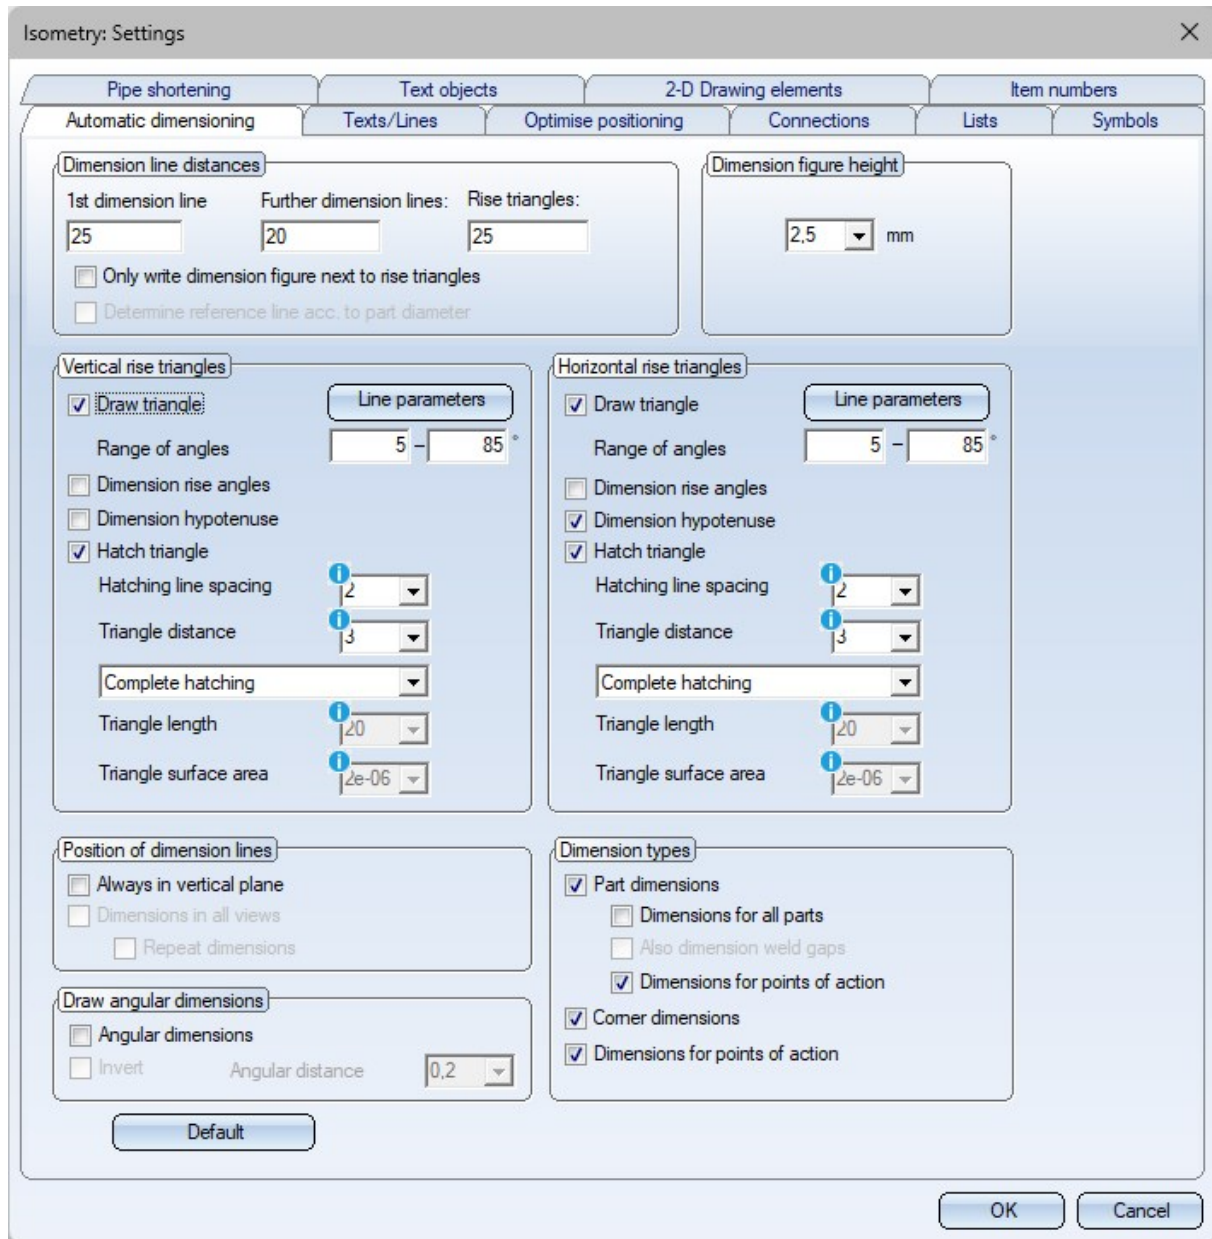 Isometry: Settings
Pipe shortening Text objects 2-D Drawing elements Item numbers
Automatic dimensioning Texts/Lines Optimise positioning Connections Lists Symbols
Dimension line distances
1st dimension line Further dimension lines: Rise triangles:
25 20 25
Only write dimension figure next to rise triangles
Determine reference line acc. to part diameter
Dimension figure height
2,5 mm
Vertical rise triangles
Draw triangle Line parameters
Range of angles 5 – 85 °
Dimension rise angles
Dimension hypotenuse
Hatch triangle
Hatching line spacing 2
Triangle distance 3
Complete hatching
Triangle length 20
Triangle surface area 2e-06
Horizontal rise triangles
Draw triangle Line parameters
Range of angles 5 – 85 °
Dimension rise angles
Dimension hypotenuse
Hatch triangle
Hatching line spacing 2
Triangle distance 3
Complete hatching
Triangle length 20
Triangle surface area 2e-06
Position of dimension lines
Always in vertical plane
Dimensions in all views
Repeat dimensions
Draw angular dimensions
Angular dimensions
Invert Angular distance 0,2
Dimension types
Part dimensions
Dimensions for all parts
Also dimension weld gaps
Dimensions for points of action
Corner dimensions
Dimensions for points of action
Default
OK Cancel